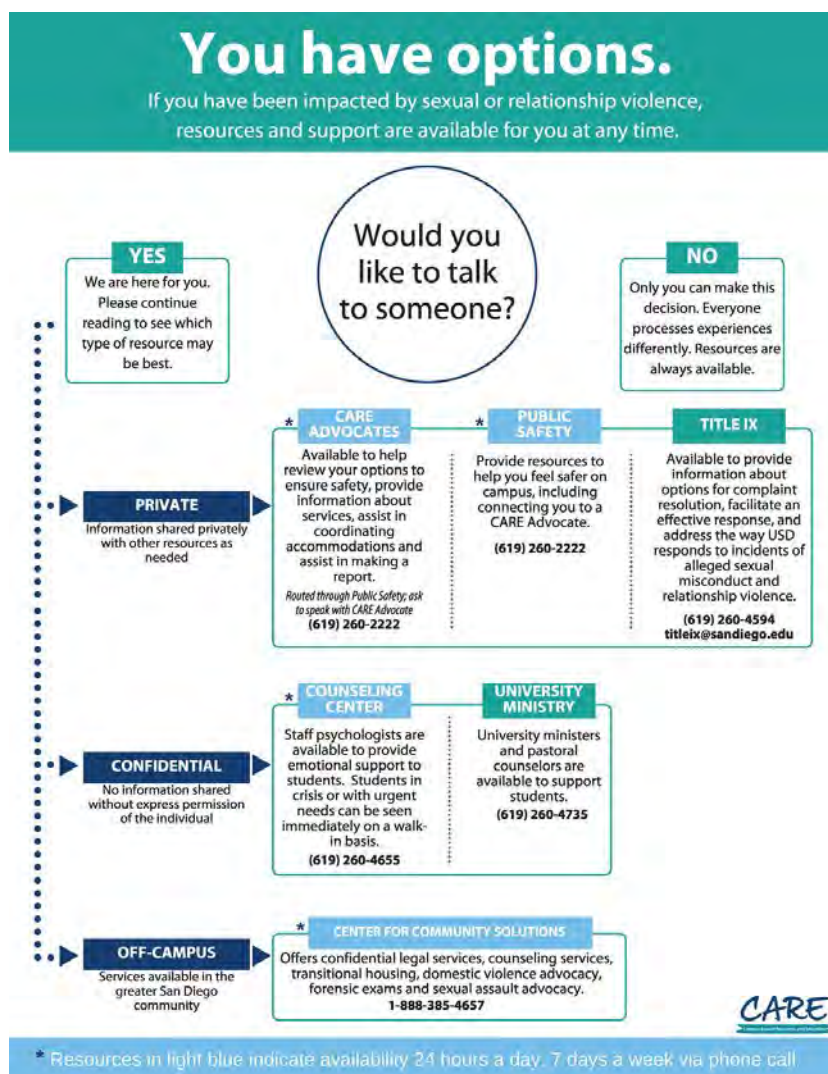 You have options.
If you have been impacted by sexual or relationship violence,
resources and support are available for you at any time.
Would you
like to talk
to someone?
YES
We are here for you.
Please continue
reading to see which
type of resource may
be best.
NO
Only you can make this
decision. Everyone
processes experiences
differently. Resources are
always available.
PRIVATE
Information shared privately
with other resources as
needed
* CARE
ADVOCATES
Available to help
review your options to
ensure safety, provide
information about
services, assist in
coordinating
accommodations and
assist in making a
report.
Routed through Public Safety; ask
to speak with CARE Advocate
(619) 260-2222
* PUBLIC
SAFETY
Provide resources to
help you feel safer on
campus, including
connecting you to a
CARE Advocate.
(619) 260-2222
TITLE IX
Available to provide
information about
options for complaint
resolution, facilitate an
effective response, and
address the way USD
responds to incidents of
alleged sexual
misconduct and
relationship violence.
(619) 260-4594
titleix@sandiego.edu
CONFIDENTIAL
No information shared
without express permission
of the individual
* COUNSELING
CENTER
Staff psychologists are
available to provide
emotional support to
students. Students in
crisis or with urgent
needs can be seen
immediately on a walk-
in basis.
(619) 260-4655
UNIVERSITY
MINISTRY
University ministers
and pastoral
counselors are
available to support
students.
(619) 260-4735
OFF-CAMPUS
Services available in the
greater San Diego
community
* CENTER FOR COMMUNITY SOLUTIONS
Offers confidential legal services, counseling services,
transitional housing, domestic violence advocacy,
forensic exams and sexual assault advocacy.
1-888-385-4657
CARE
* Resources in light blue indicate availability 24 hours a day, 7 days a week via phone call